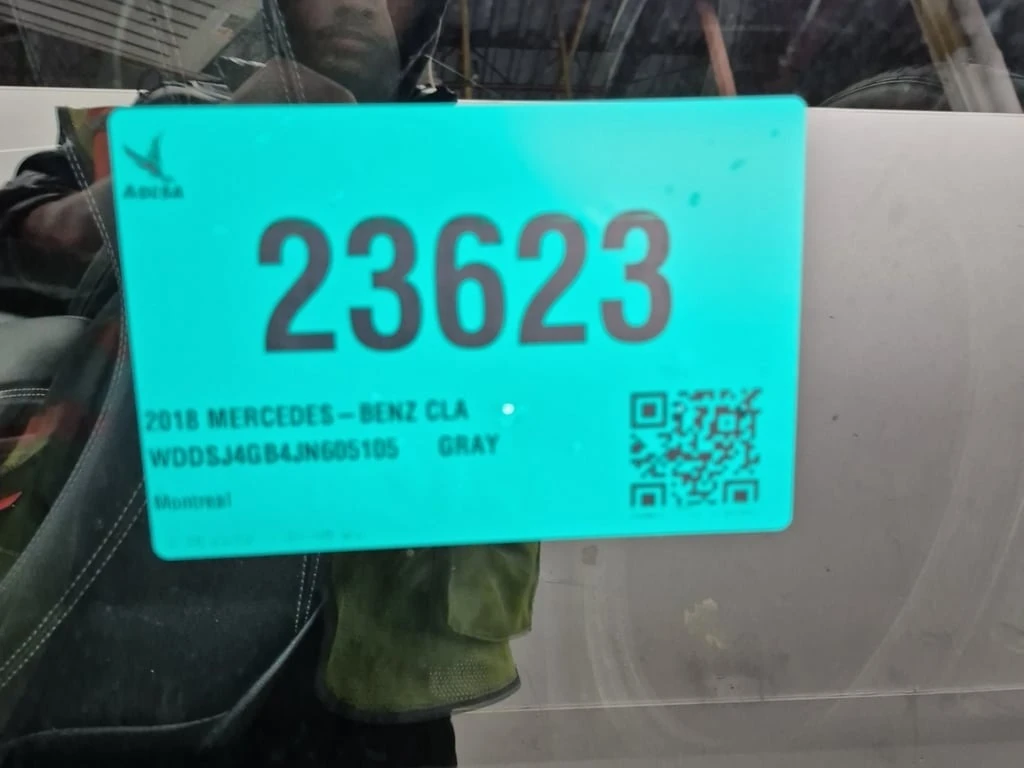 ADESA
23623
2018 MERCEDES-BENZ CLA
WDDSJ4GB4JN605105 GRAY
Montreal